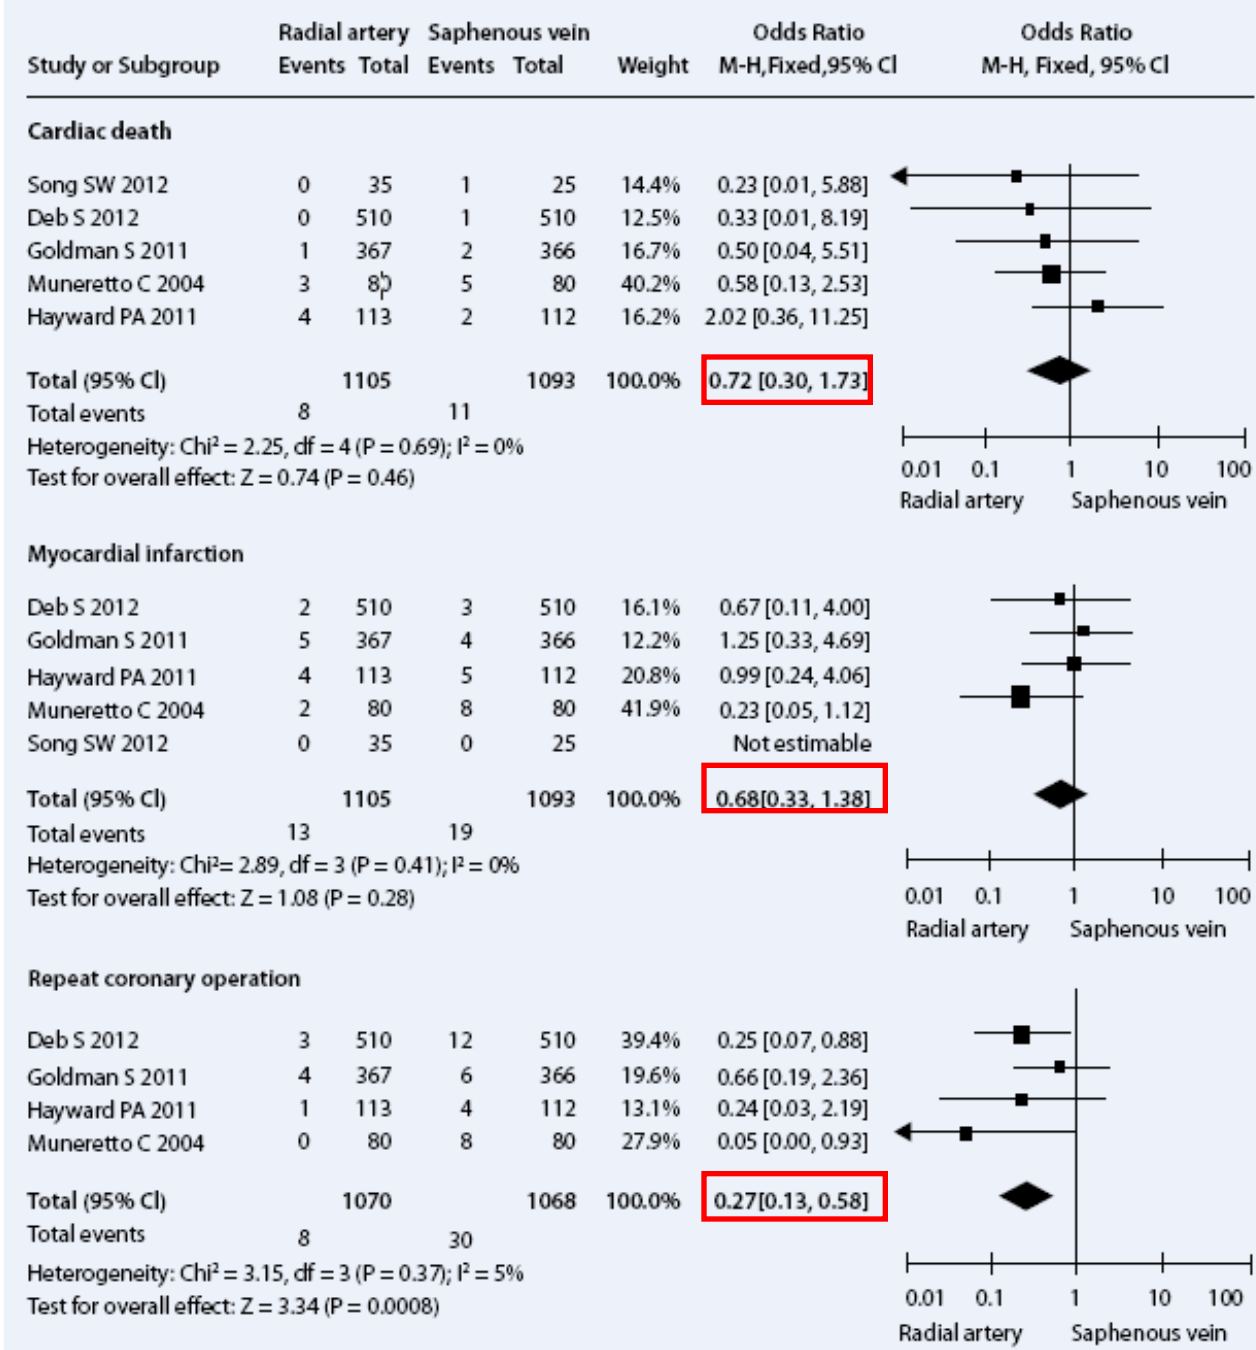 Radial artery Saphenous vein Odds Ratio Odds Ratio
Study or Subgroup Events Total Events Total Weight M-H,Fixed,95% Cl M-H, Fixed, 95% Cl
Cardiac death
Song SW 2012 0 35 1 25 14.4% 0.23 [0.01, 5.88]
Deb S 2012 0 510 1 510 12.5% 0.33 [0.01, 8.19]
Goldman S 2011 1 367 2 366 16.7% 0.50 [0.04, 5.51]
Muneretto C 2004 3 80 5 80 40.2% 0.58 [0.13, 2.53]
Hayward PA 2011 4 113 2 112 16.2% 2.02 [0.36, 11.25]
Total (95% Cl) 1105 1093 100.0% 0.72 [0.30, 1.73]
Total events 8 11
Heterogeneity: Chi² = 2.25, df = 4 (P = 0.69); I² = 0%
Test for overall effect: Z = 0.74 (P = 0.46)
0.01 0.1 1 10 100
Radial artery Saphenous vein
Myocardial infarction
Deb S 2012 2 510 3 510 16.1% 0.67 [0.11, 4.00]
Goldman S 2011 5 367 4 366 12.2% 1.25 [0.33, 4.69]
Hayward PA 2011 4 113 5 112 20.8% 0.99 [0.24, 4.06]
Muneretto C 2004 2 80 8 80 41.9% 0.23 [0.05, 1.12]
Song SW 2012 0 35 0 25 Not estimable
Total (95% Cl) 1105 1093 100.0% 0.68[0.33, 1.38]
Total events 13 19
Heterogeneity: Chi²= 2.89, df = 3 (P = 0.41); I² = 0%
Test for overall effect: Z = 1.08 (P = 0.28)
0.01 0.1 1 10 100
Radial artery Saphenous vein
Repeat coronary operation
Deb S 2012 3 510 12 510 39.4% 0.25 [0.07, 0.88]
Goldman S 2011 4 367 6 366 19.6% 0.66 [0.19, 2.36]
Hayward PA 2011 1 113 4 112 13.1% 0.24 [0.03, 2.19]
Muneretto C 2004 0 80 8 80 27.9% 0.05 [0.00, 0.93]
Total (95% Cl) 1070 1068 100.0% 0.27[0.13, 0.58]
Total events 8 30
Heterogeneity: Chi² = 3.15, df = 3 (P = 0.37); I² = 5%
Test for overall effect: Z = 3.34 (P = 0.0008)
0.01 0.1 1 10 100
Radial artery Saphenous vein